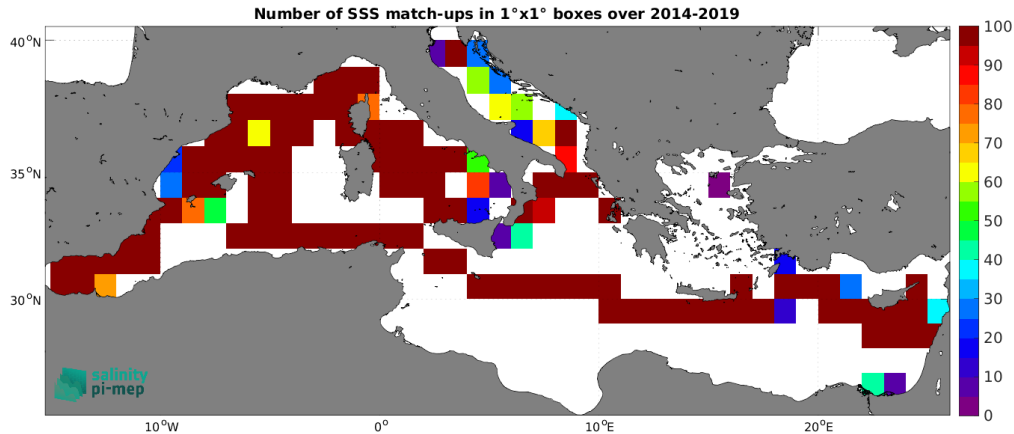 Number of SSS match-ups in 1°x1° boxes over 2014-2019
40°N
35°N
30°N
10°W
0°
10°E
20°E
100
90
80
70
60
50
40
30
20
10
0
salinity
pi-mep